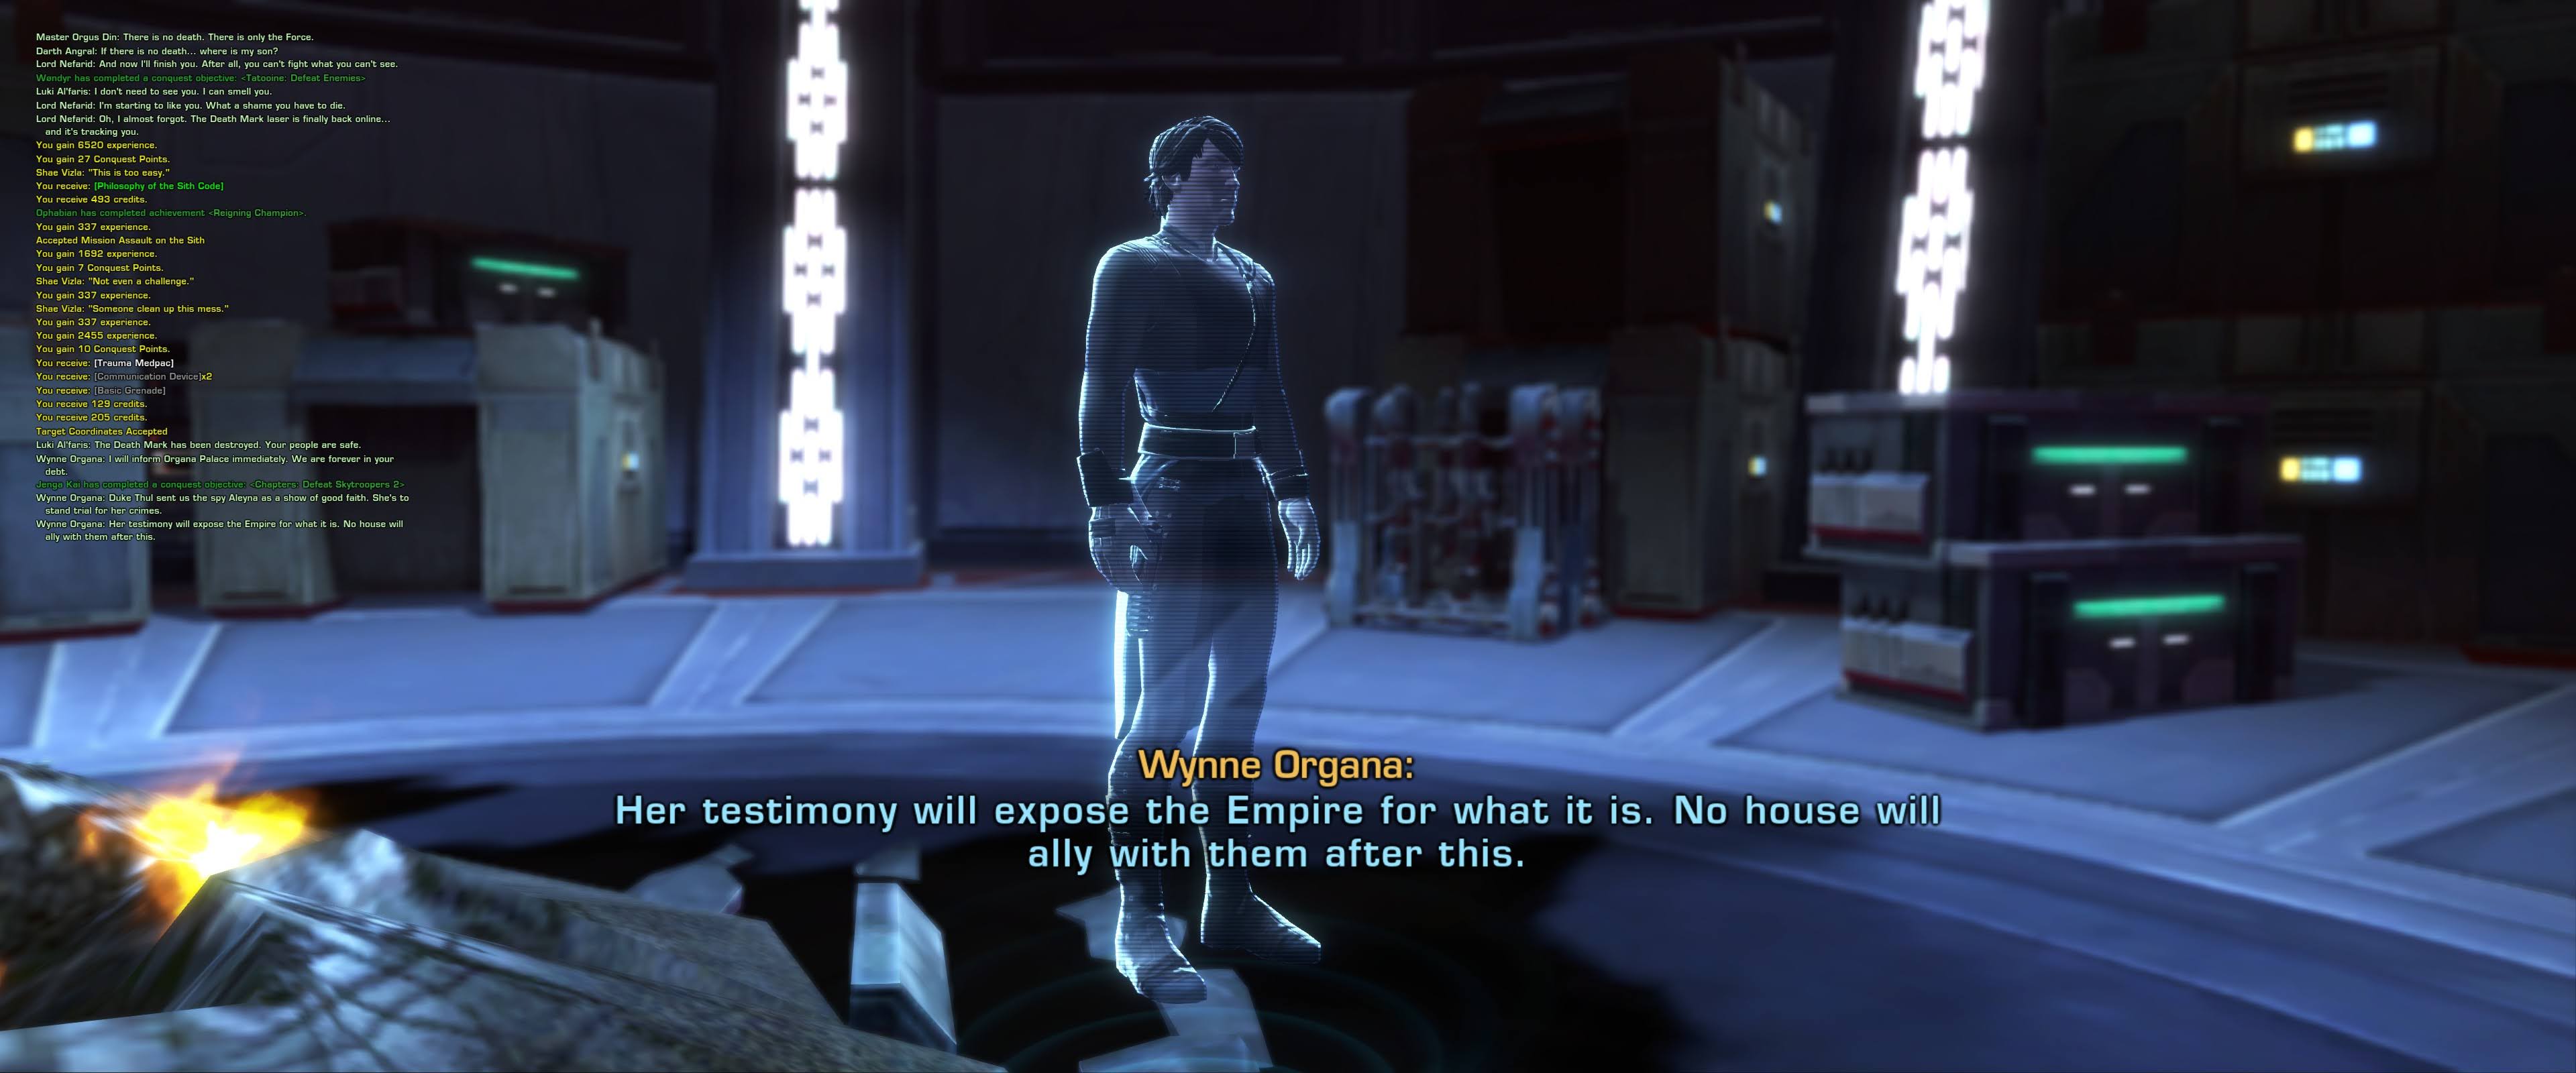 Master Orgus Din: There is no death. There is only the Force.
Darth Angral: If there is no death... where is my son?
Lord Nefarid: And now I'll finish you. After all, you can't fight what you can't see.
Wøndyr has completed a conquest objective: <Tatooine: Defeat Enemies>
Luki Al'faris: I don't need to see you. I can smell you.
Lord Nefarid: I'm starting to like you. What a shame you have to die.
Lord Nefarid: Oh, I almost forgot. The Death Mark laser is finally back online...
and it's tracking you.
You gain 6520 experience.
You gain 27 Conquest Points.
Shae Vizla: "This is too easy."
You receive: [Philosophy of the Sith Code]
You receive 493 credits.
Ophabian has completed achievement <Reigning Champion>.
You gain 337 experience.
Accepted Mission Assault on the Sith
You gain 1692 experience.
You gain 7 Conquest Points.
Shae Vizla: "Not even a challenge."
You gain 337 experience.
Shae Vizla: "Someone clean up this mess."
You gain 337 experience.
You gain 2455 experience.
You gain 10 Conquest Points.
You receive: [Trauma Medpac]
You receive: [Communication Device]x2
You receive: [Basic Grenade]
You receive 129 credits.
You receive 205 credits.
Target Coordinates Accepted
Luki Al'faris: The Death Mark has been destroyed. Your people are safe.
Wynne Organa: I will inform Organa Palace immediately. We are forever in your
debt.
Jenga Kai has completed a conquest objective: <Chapters: Defeat Skytroopers 2>
Wynne Organa: Duke Thul sent us the spy Aleyna as a show of good faith. She's to
stand trial for her crimes.
Wynne Organa: Her testimony will expose the Empire for what it is. No house will
ally with them after this.
Wynne Organa:
Her testimony will expose the Empire for what it is. No house will
ally with them after this.